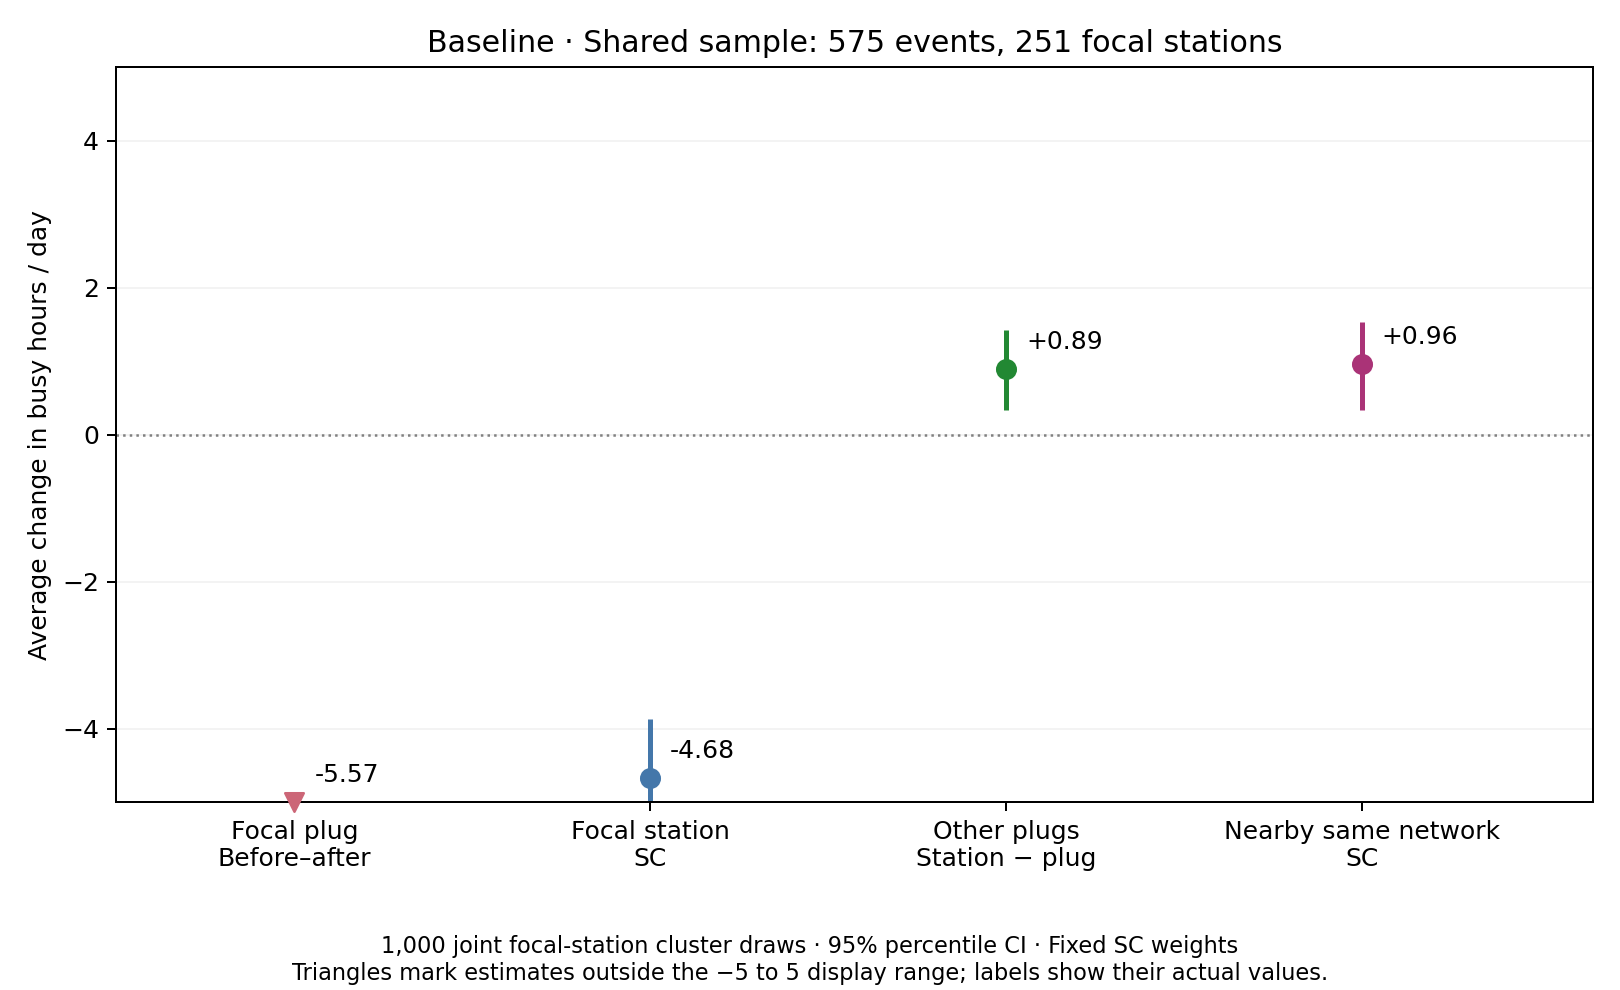 Baseline · Shared sample: 575 events, 251 focal stations
Average change in busy hours / day
4
2
0
−2
−4
-5.57
-4.68
+0.89
+0.96
Focal plug
Before–after
Focal station
SC
Other plugs
Station − plug
Nearby same network
SC
1,000 joint focal-station cluster draws · 95% percentile CI · Fixed SC weights
Triangles mark estimates outside the −5 to 5 display range; labels show their actual values.